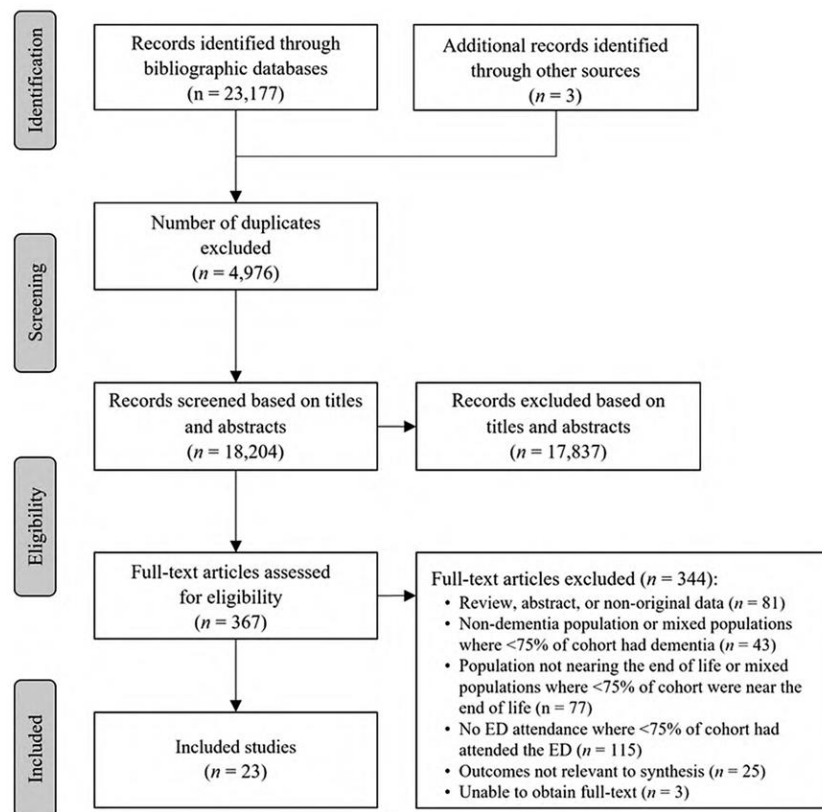 Identification
Records identified through
bibliographic databases
(n = 23,177)
Additional records identified
through other sources
(n = 3)
Screening
Number of duplicates
excluded
(n = 4,976)
Records screened based on titles
and abstracts
(n = 18,204)
Records excluded based on
titles and abstracts
(n = 17,837)
Eligibility
Full-text articles assessed
for eligibility
(n = 367)
Full-text articles excluded (n = 344):
• Review, abstract, or non-original data (n = 81)
• Non-dementia population or mixed populations
where <75% of cohort had dementia (n = 43)
• Population not nearing the end of life or mixed
populations where <75% of cohort were near the
end of life (n = 77)
• No ED attendance where <75% of cohort had
attended the ED (n = 115)
• Outcomes not relevant to synthesis (n = 25)
• Unable to obtain full-text (n = 3)
Included
Included studies
(n = 23)